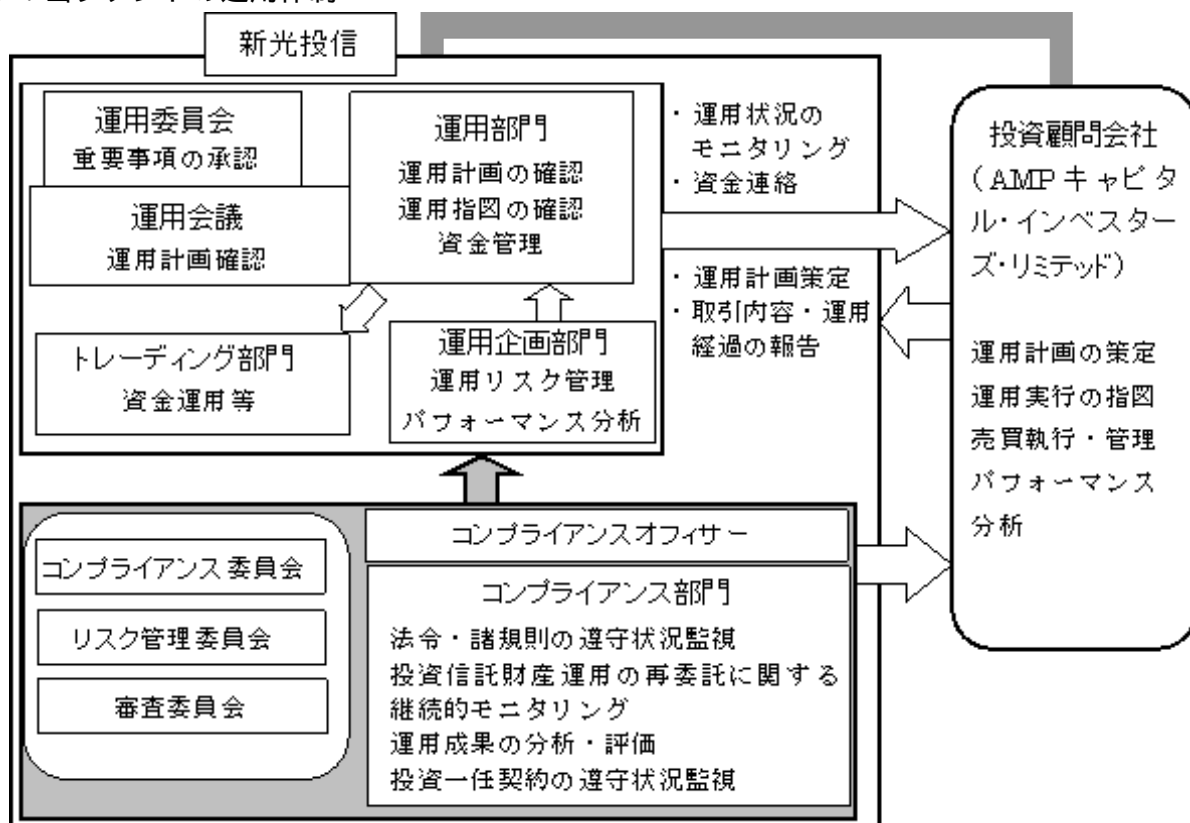 新光投信
運用委員会
重要事項の承認
運用会議
運用計画確認
運用部門
運用計画の確認
運用指図の確認
資金管理
トレーディング部門
資金運用等
運用企画部門
運用リスク管理
パフォーマンス分析
・運用状況の
モニタリング
・資金連絡
・運用計画策定
・取引内容・運用
経過の報告
投資顧問会社
(AMPキャピタ
ル・インベスター
ズ・リミテッド)
運用計画の策定
運用実行の指図
売買執行・管理
パフォーマンス
分析
コンプライアンス委員会
リスク管理委員会
審査委員会
コンプライアンスオフィサー
コンプライアンス部門
法令・諸規則の遵守状況監視
投資信託財産運用の再委託に関する
継続的モニタリング
運用成果の分析・評価
投資一任契約の遵守状況監視